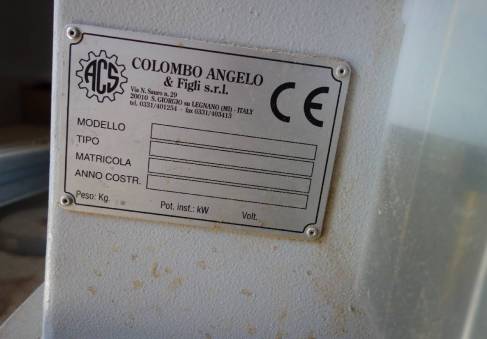 ACS
COLOMBO ANGELO
& Figli s.r.l.
Via N. Sauro n. 29
20010 S. GIORGIO su LEGNANO (MI) - ITALY
tel. 0331/401254 - fax 0331/403413
CE
MODELLO
TIPO
MATRICOLA
ANNO COSTR.
Peso: Kg. Pot. inst.: kW Volt.